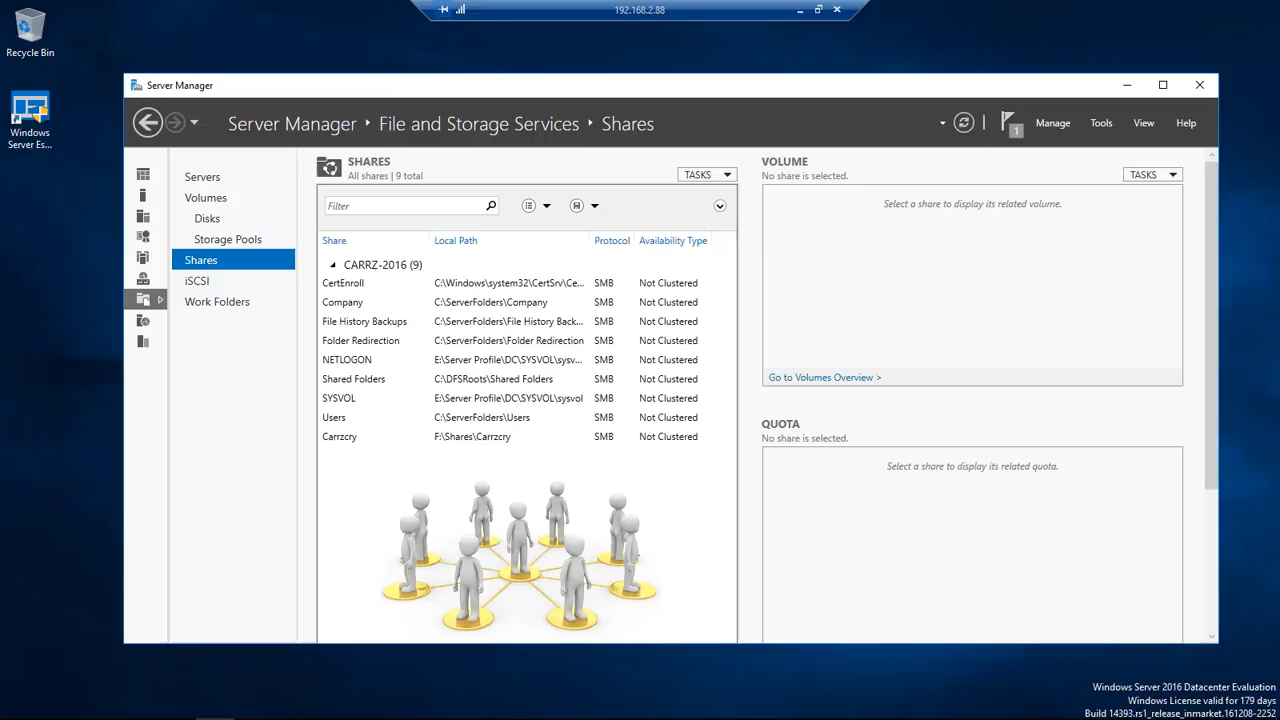 192.168.2.88
Recycle Bin
Windows
Server Es...
Server Manager
Server Manager ‣ File and Storage Services ‣ Shares
1
Manage
Tools
View
Help
Servers
Volumes
Disks
Storage Pools
Shares
iSCSI
Work Folders
SHARES
All shares | 9 total
TASKS
Filter
Share Local Path Protocol Availability Type
CARRZ-2016 (9)
CertEnroll C:\Windows\system32\CertSrv\Ce... SMB Not Clustered
Company C:\ServerFolders\Company SMB Not Clustered
File History Backups C:\ServerFolders\File History Back... SMB Not Clustered
Folder Redirection C:\ServerFolders\Folder Redirection SMB Not Clustered
NETLOGON E:\Server Profile\DC\SYSVOL\sysv... SMB Not Clustered
Shared Folders C:\DFSRoots\Shared Folders SMB Not Clustered
SYSVOL E:\Server Profile\DC\SYSVOL\sysvol SMB Not Clustered
Users C:\ServerFolders\Users SMB Not Clustered
Carrzcry F:\Shares\Carrzcry SMB Not Clustered
VOLUME
No share is selected.
TASKS
Select a share to display its related volume.
Go to Volumes Overview >
QUOTA
No share is selected.
Select a share to display its related quota.
Windows Server 2016 Datacenter Evaluation
Windows License valid for 179 days
Build 14393.rs1_release_inmarket.161208-2252